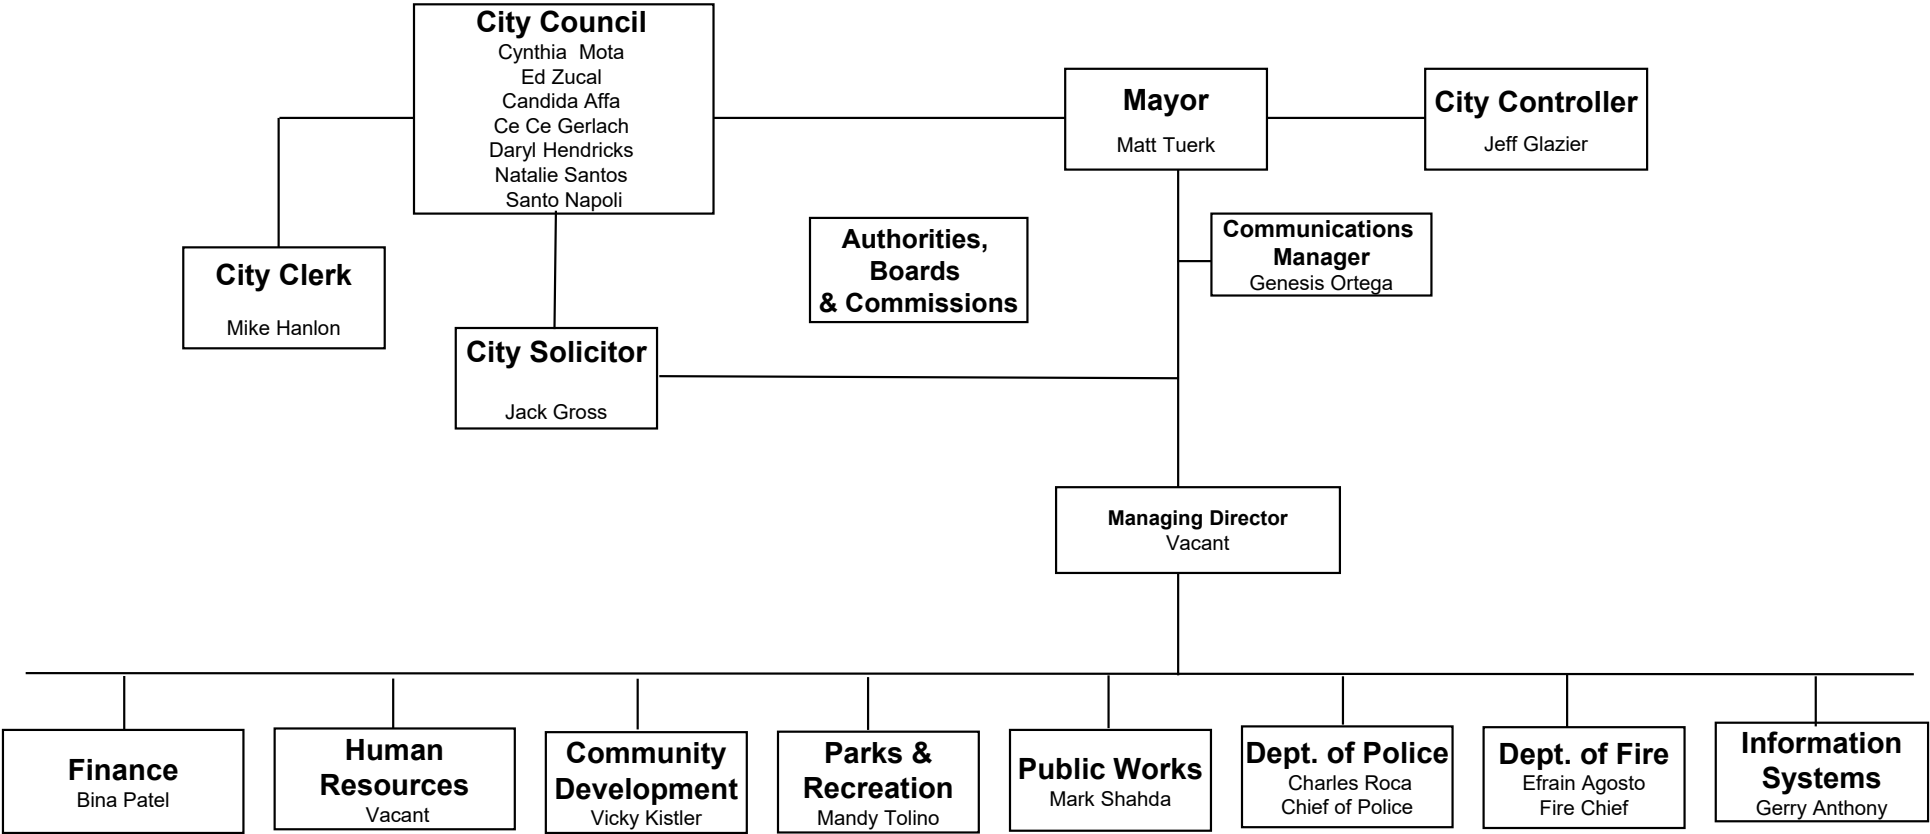 City Council
Cynthia  Mota
Ed Zucal
Candida Affa
Ce Ce Gerlach
Daryl Hendricks
Natalie Santos
Santo Napoli
Mayor
Matt Tuerk
City Controller
Jeff Glazier
Authorities,
Boards
& Commissions
Communications
Manager
Genesis Ortega
City Clerk
Mike Hanlon
City Solicitor
Jack Gross
Managing Director
Vacant
Finance
Bina Patel
Human
Resources
Vacant
Community
Development
Vicky Kistler
Parks &
Recreation
Mandy Tolino
Public Works
Mark Shahda
Dept. of Police
Charles Roca
Chief of Police
Dept. of Fire
Efrain Agosto
Fire Chief
Information
Systems
Gerry Anthony